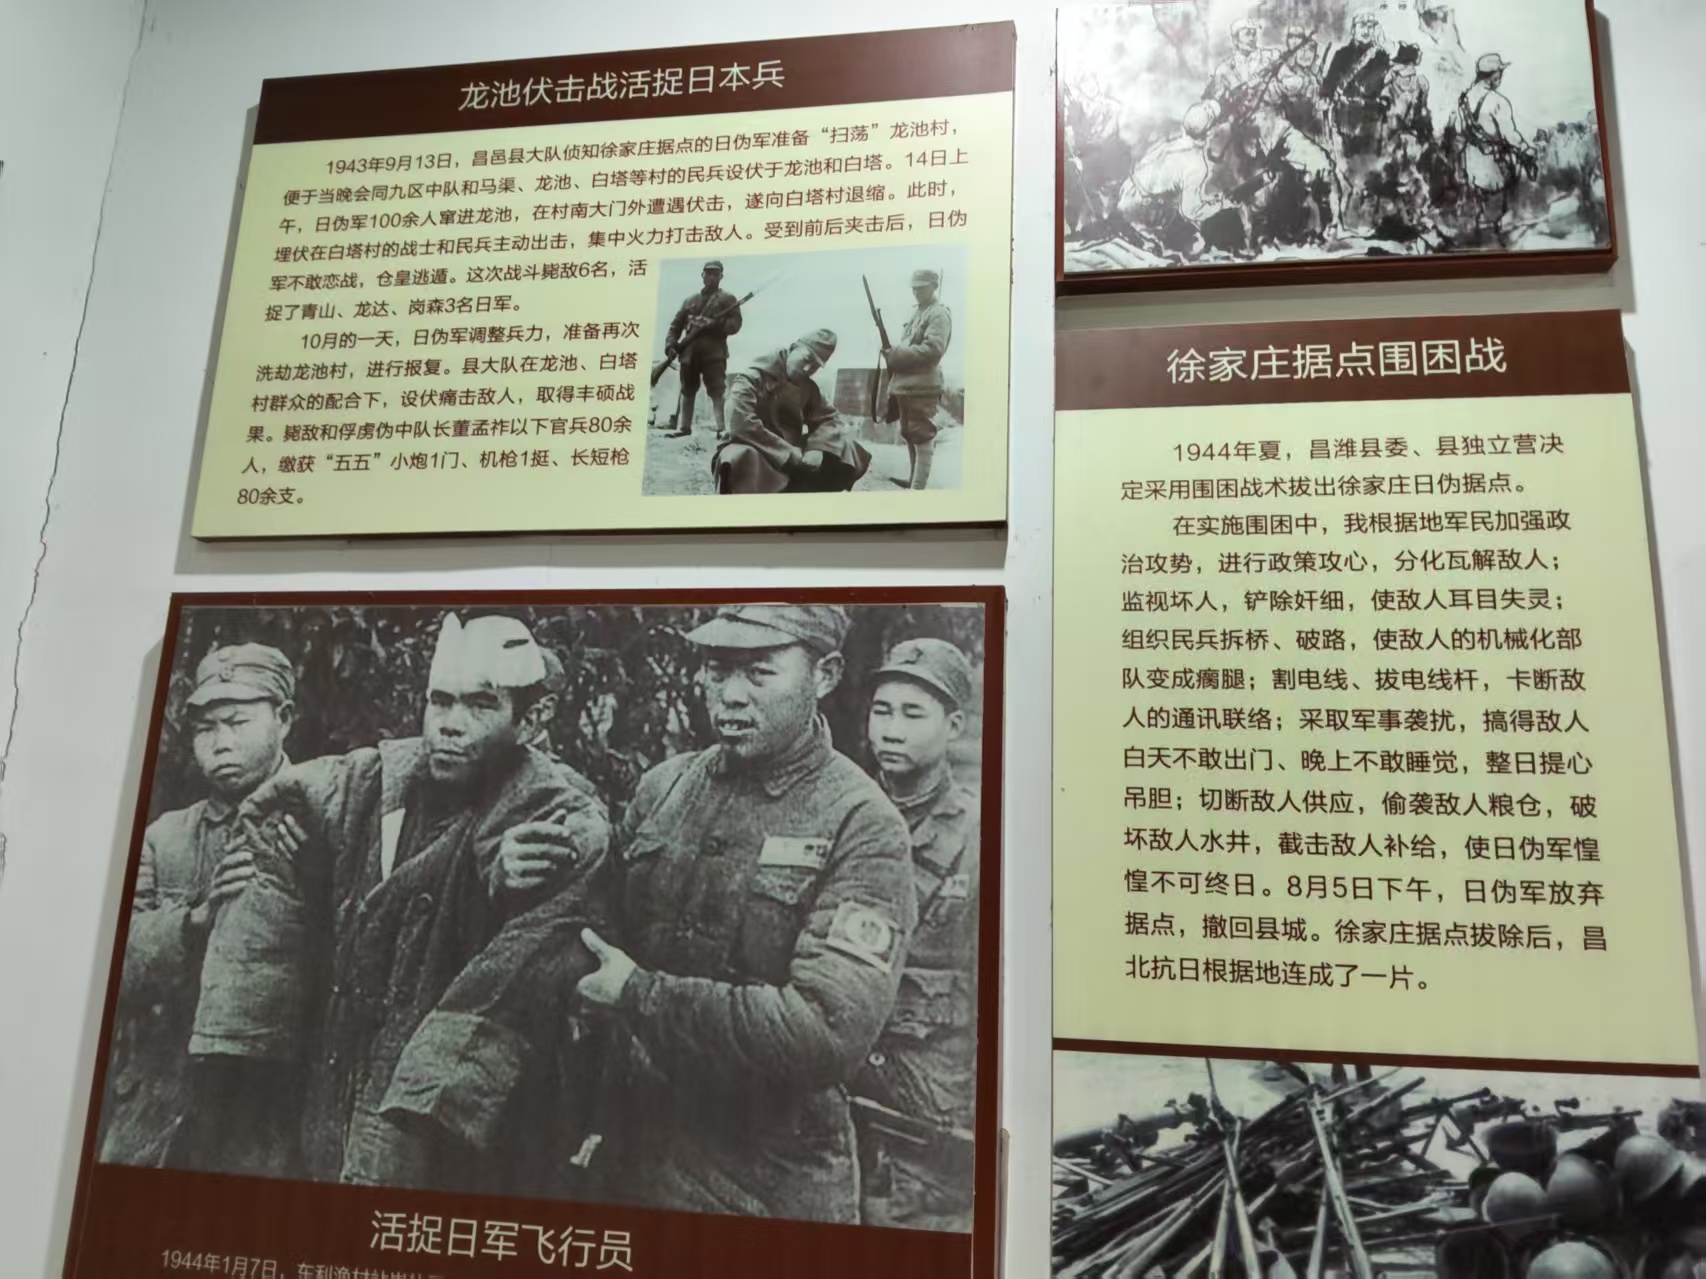 龙池伏击战活捉日本兵
1943年9月13日，昌邑县大队侦知徐家庄据点的日伪军准备“扫荡”龙池村，
便于当晚会同九区中队和马渠、龙池、白塔等村的民兵设伏于龙池和白塔。14日上
午，日伪军100余人窜进龙池，在村南大门外遭遇伏击，遂向白塔村退缩。此时，
埋伏在白塔村的战士和民兵主动出击，集中火力打击敌人。受到前后夹击后，日伪
军不敢恋战，仓皇逃遁。这次战斗毙敌6名，活
捉了青山、龙达、岗森3名日军。
10月的一天，日伪军调整兵力，准备再次
洗劫龙池村，进行报复。县大队在龙池、白塔
村群众的配合下，设伏痛击敌人，取得丰硕战
果。毙敌和俘虏伪中队长董孟祚以下官兵80余
人，缴获“五五”小炮1门、机枪1挺、长短枪
80余支。
活捉日军飞行员
1944年1月7日，
徐家庄据点围困战
1944年夏，昌潍县委、县独立营决
定采用围困战术拔出徐家庄日伪据点。
在实施围困中，我根据地军民加强政
治攻势，进行政策攻心，分化瓦解敌人；
监视坏人，铲除奸细，使敌人耳目失灵；
组织民兵拆桥、破路，使敌人的机械化部
队变成瘸腿；割电线、拔电线杆，卡断敌
人的通讯联络；采取军事袭扰，搞得敌人
白天不敢出门、晚上不敢睡觉，整日提心
吊胆；切断敌人供应，偷袭敌人粮仓，破
坏敌人水井，截击敌人补给，使日伪军惶
惶不可终日。8月5日下午，日伪军放弃
据点，撤回县城。徐家庄据点拔除后，昌
北抗日根据地连成了一片。